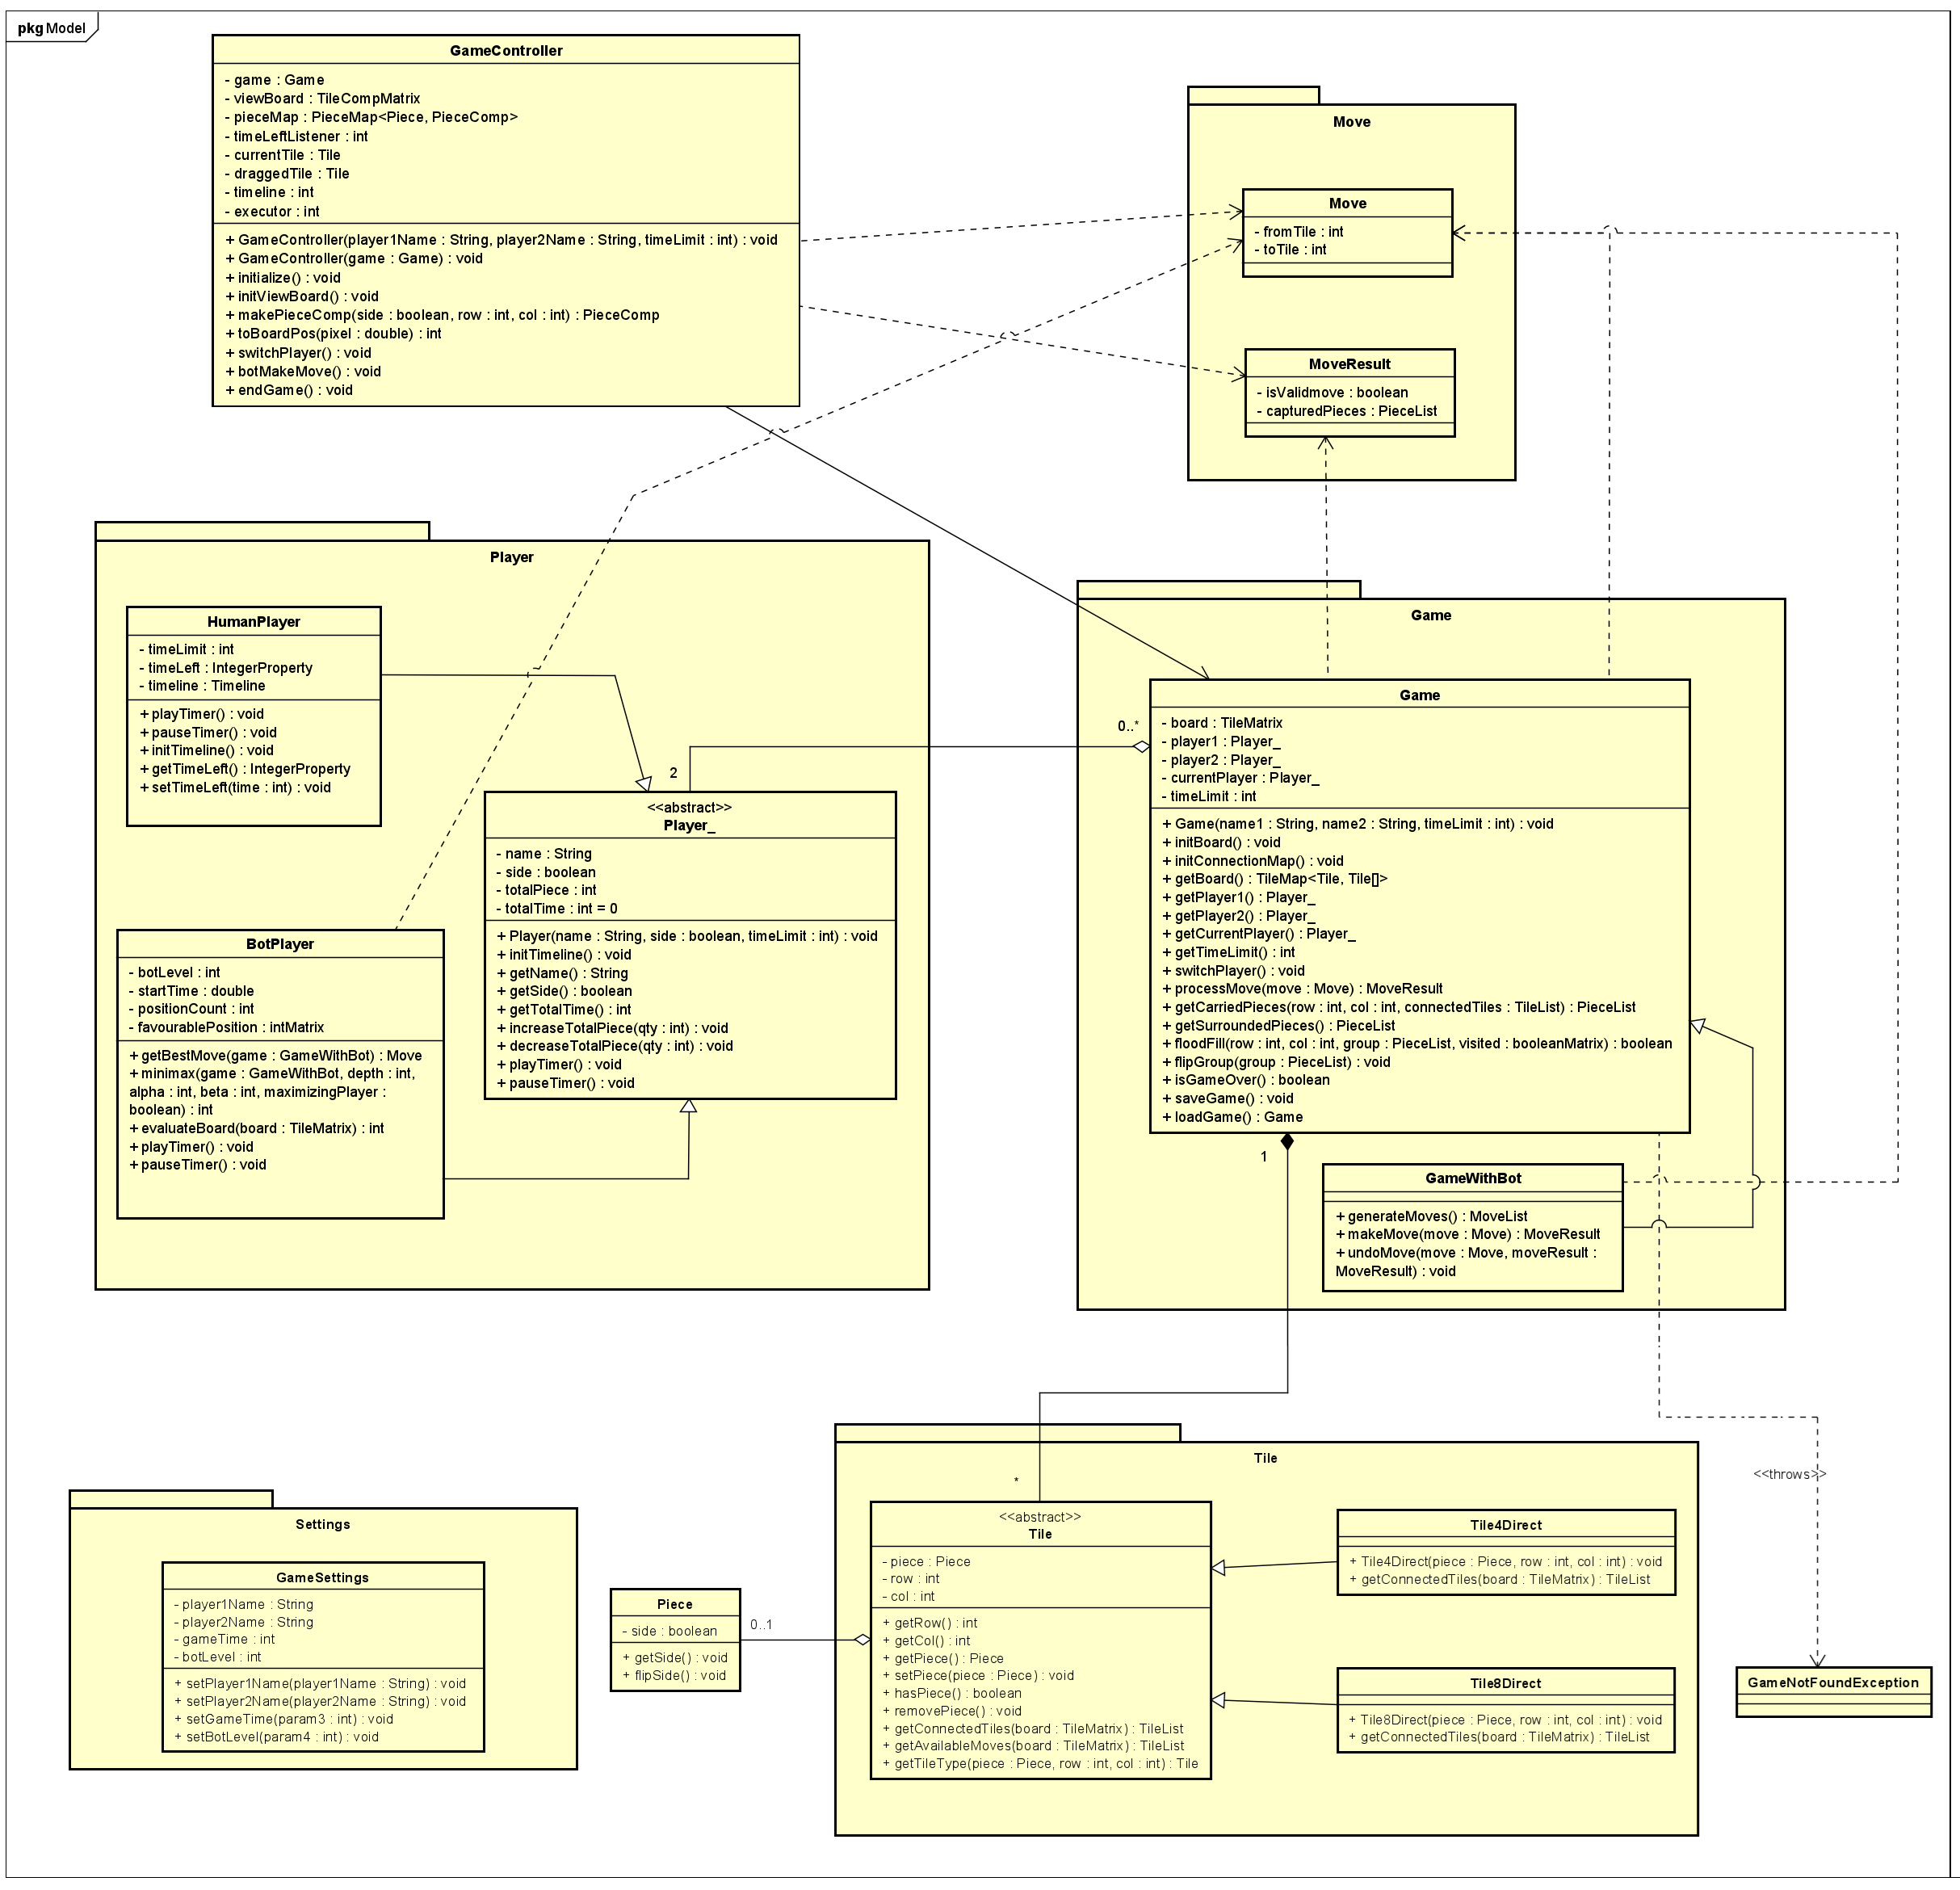 pkg Model
GameController
- game : Game
- viewBoard : TileCompMatrix
- pieceMap : PieceMap<Piece, PieceComp>
- timeLeftListener : int
- currentTile : Tile
- draggedTile : Tile
- timeline : int
- executor : int
+ GameController(player1Name : String, player2Name : String, timeLimit : int) : void
+ GameController(game : Game) : void
+ initialize() : void
+ initViewBoard() : void
+ makePieceComp(side : boolean, row : int, col : int) : PieceComp
+ toBoardPos(pixel : double) : int
+ switchPlayer() : void
+ botMakeMove() : void
+ endGame() : void
Move
Move
- fromTile : int
- toTile : int
MoveResult
- isValidmove : boolean
- capturedPieces : PieceList
Player
HumanPlayer
- timeLimit : int
- timeLeft : IntegerProperty
- timeline : Timeline
+ playTimer() : void
+ pauseTimer() : void
+ initTimeline() : void
+ getTimeLeft() : IntegerProperty
+ setTimeLeft(time : int) : void
2
<<abstract>>
Player_
- name : String
- side : boolean
- totalPiece : int
- totalTime : int = 0
+ Player(name : String, side : boolean, timeLimit : int) : void
+ initTimeline() : void
+ getName() : String
+ getSide() : boolean
+ getTotalTime() : int
+ increaseTotalPiece(qty : int) : void
+ decreaseTotalPiece(qty : int) : void
+ playTimer() : void
+ pauseTimer() : void
BotPlayer
- botLevel : int
- startTime : double
- positionCount : int
- favourablePosition : intMatrix
+ getBestMove(game : GameWithBot) : Move
+ minimax(game : GameWithBot, depth : int,
alpha : int, beta : int, maximizingPlayer :
boolean) : int
+ evaluateBoard(board : TileMatrix) : int
+ playTimer() : void
+ pauseTimer() : void
Game
0..*
Game
- board : TileMatrix
- player1 : Player_
- player2 : Player_
- currentPlayer : Player_
- timeLimit : int
+ Game(name1 : String, name2 : String, timeLimit : int) : void
+ initBoard() : void
+ initConnectionMap() : void
+ getBoard() : TileMap<Tile, Tile[]>
+ getPlayer1() : Player_
+ getPlayer2() : Player_
+ getCurrentPlayer() : Player_
+ getTimeLimit() : int
+ switchPlayer() : void
+ processMove(move : Move) : MoveResult
+ getCarriedPieces(row : int, col : int, connectedTiles : TileList) : PieceList
+ getSurroundedPieces() : PieceList
+ floodFill(row : int, col : int, group : PieceList, visited : booleanMatrix) : boolean
+ flipGroup(group : PieceList) : void
+ isGameOver() : boolean
+ saveGame() : void
+ loadGame() : Game
1
GameWithBot
+ generateMoves() : MoveList
+ makeMove(move : Move) : MoveResult
+ undoMove(move : Move, moveResult :
MoveResult) : void
Tile
*
<<abstract>>
Tile
- piece : Piece
- row : int
- col : int
+ getRow() : int
+ getCol() : int
+ getPiece() : Piece
+ setPiece(piece : Piece) : void
+ hasPiece() : boolean
+ removePiece() : void
+ getConnectedTiles(board : TileMatrix) : TileList
+ getAvailableMoves(board : TileMatrix) : TileList
+ getTileType(piece : Piece, row : int, col : int) : Tile
Tile4Direct
+ Tile4Direct(piece : Piece, row : int, col : int) : void
+ getConnectedTiles(board : TileMatrix) : TileList
Tile8Direct
+ Tile8Direct(piece : Piece, row : int, col : int) : void
+ getConnectedTiles(board : TileMatrix) : TileList
<<throws>>
GameNotFoundException
Settings
GameSettings
- player1Name : String
- player2Name : String
- gameTime : int
- botLevel : int
+ setPlayer1Name(player1Name : String) : void
+ setPlayer2Name(player2Name : String) : void
+ setGameTime(param3 : int) : void
+ setBotLevel(param4 : int) : void
Piece
- side : boolean
+ getSide() : void
+ flipSide() : void
0..1